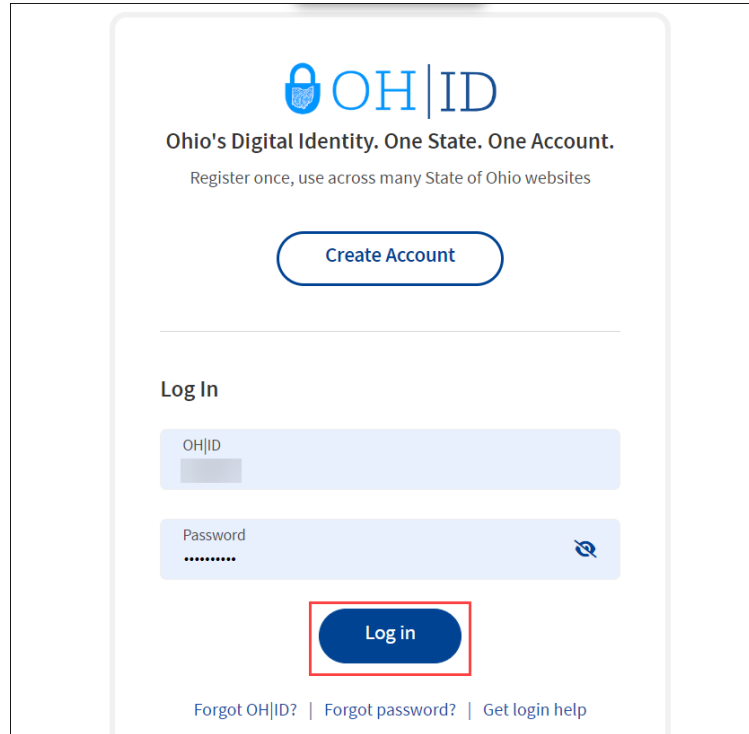 OH|ID
Ohio's Digital Identity. One State. One Account.
Register once, use across many State of Ohio websites
Create Account
Log In
OH|ID
Password
••••••••••
Log in
Forgot OH|ID? | Forgot password? | Get login help